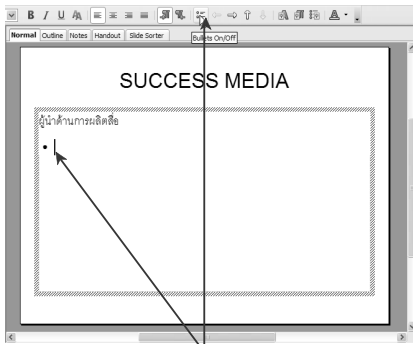 B I U A
Normal Outline Notes Handout Slide Sorter
Bullets On/Off
SUCCESS MEDIA
ผู้นำด้านการผลิตสื่อ
•